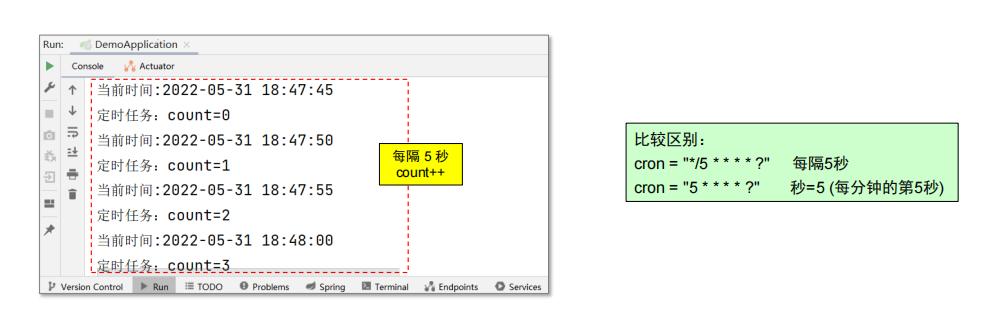 Run: DemoApplication ×
Console Actuator
当前时间:2022-05-31 18:47:45
定时任务：count=0
当前时间:2022-05-31 18:47:50
定时任务：count=1
当前时间:2022-05-31 18:47:55
定时任务：count=2
当前时间:2022-05-31 18:48:00
定时任务：count=3
每隔 5 秒
count++
Version Control Run TODO Problems Spring Terminal Endpoints Services
比较区别：
cron = "*/5 * * * * ?" 每隔5秒
cron = "5 * * * * ?" 秒=5 (每分钟的第5秒)